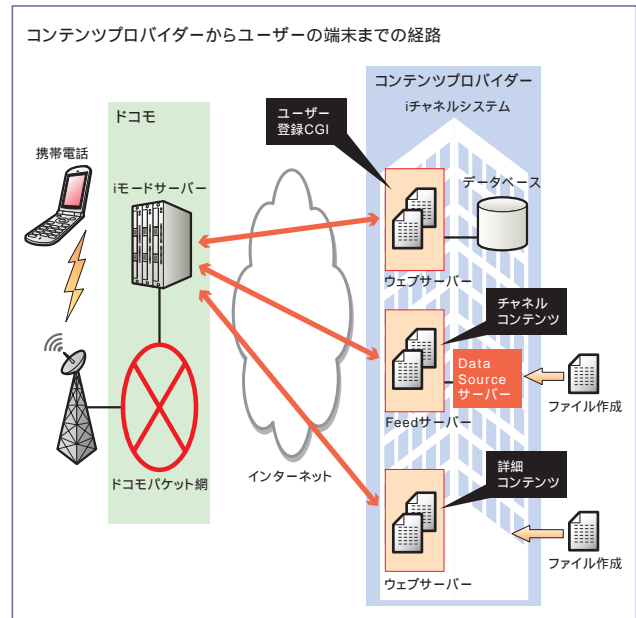 コンテンツプロバイダーからユーザーの端末までの経路
コンテンツプロバイダー
iチャネルシステム
ドコモ
ユーザー
登録CGI
携帯電話
iモードサーバー
データベース
ウェブサーバー
チャネル
コンテンツ
Data
Source
サーバー
ファイル作成
Feedサーバー
インターネット
ドコモパケット網
詳細
コンテンツ
ファイル作成
ウェブサーバー